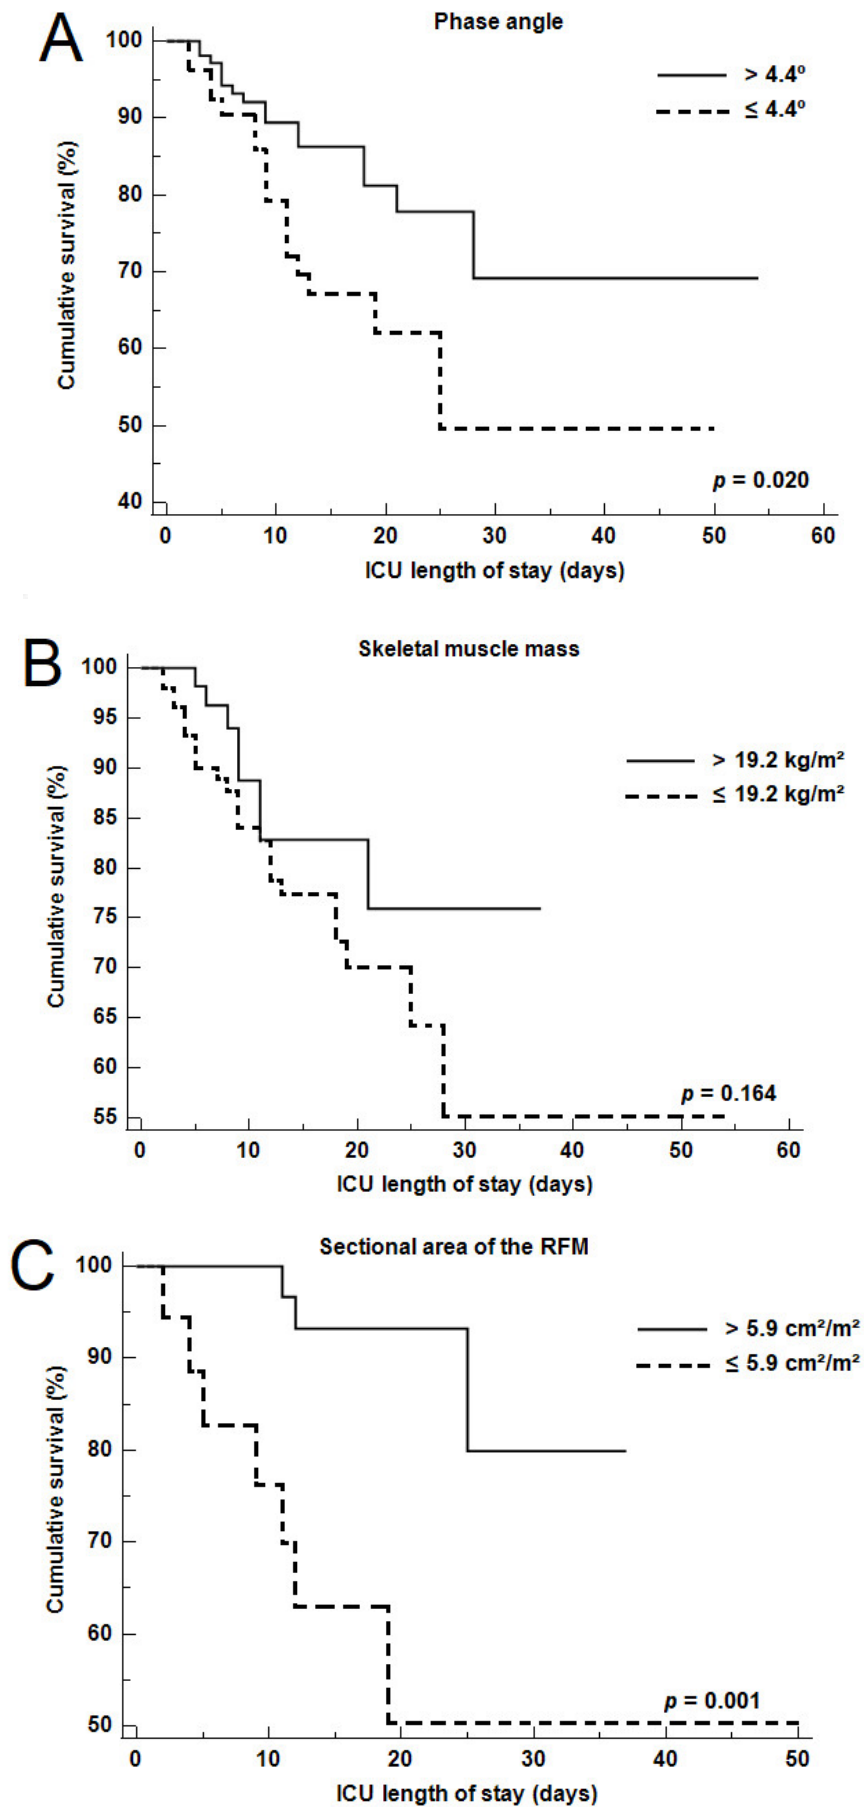 A
Phase angle
> 4.4º
≤ 4.4º
Cumulative survival (%)
100
90
80
70
60
50
40
p = 0.020
0 10 20 30 40 50 60
ICU length of stay (days)
B
Skeletal muscle mass
> 19.2 kg/m²
≤ 19.2 kg/m²
Cumulative survival (%)
100
95
90
85
80
75
70
65
60
55
p = 0.164
0 10 20 30 40 50 60
ICU length of stay (days)
C
Sectional area of the RFM
> 5.9 cm²/m²
≤ 5.9 cm²/m²
Cumulative survival (%)
100
90
80
70
60
50
p = 0.001
0 10 20 30 40 50
ICU length of stay (days)